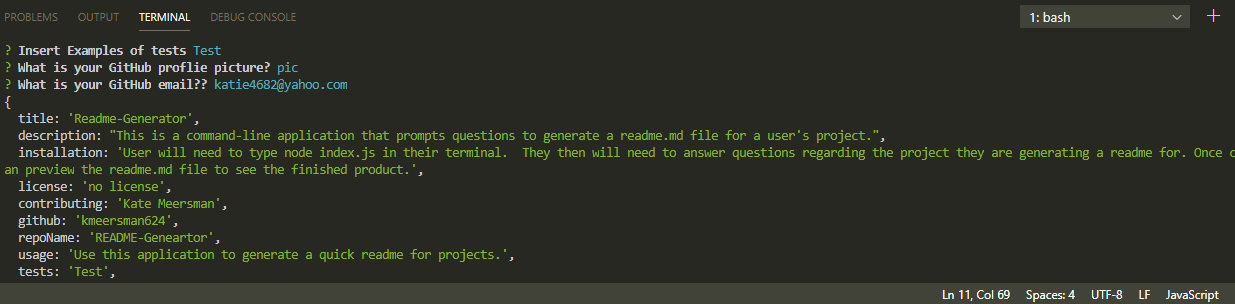 PROBLEMS OUTPUT TERMINAL DEBUG CONSOLE 1: bash
? Insert Examples of tests Test
? What is your GitHub proflie picture? pic
? What is your GitHub email?? katie4682@yahoo.com
{
title: 'Readme-Generator',
description: "This is a command-line application that prompts questions to generate a readme.md file for a user's project.",
installation: 'User will need to type node index.js in their terminal.  They then will need to answer questions regarding the project they are generating a readme for. Once c
an preview the readme.md file to see the finished product.',
license: 'no license',
contributing: 'Kate Meersman',
github: 'kmeersman624',
repoName: 'README-Geneartor',
usage: 'Use this application to generate a quick readme for projects.',
tests: 'Test',
Ln 11, Col 69 Spaces: 4 UTF-8 LF JavaScript